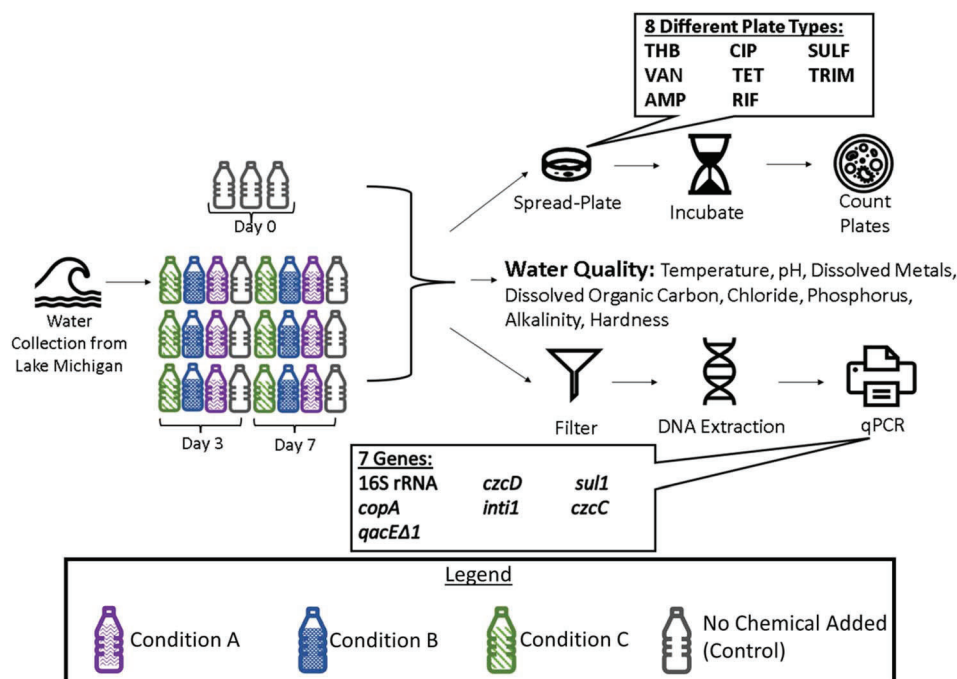 8 Different Plate Types:
THB CIP SULF
VAN TET TRIM
AMP RIF
Day 0
Spread-Plate
Incubate
Count
Plates
Water
Collection from
Lake Michigan
Water Quality: Temperature, pH, Dissolved Metals,
Dissolved Organic Carbon, Chloride, Phosphorus,
Alkalinity, Hardness
Day 3
Day 7
Filter
DNA Extraction
qPCR
7 Genes:
16S rRNA czcD sul1
copA inti1 czcC
qacEΔ1
Legend
Condition A
Condition B
Condition C
No Chemical Added
(Control)